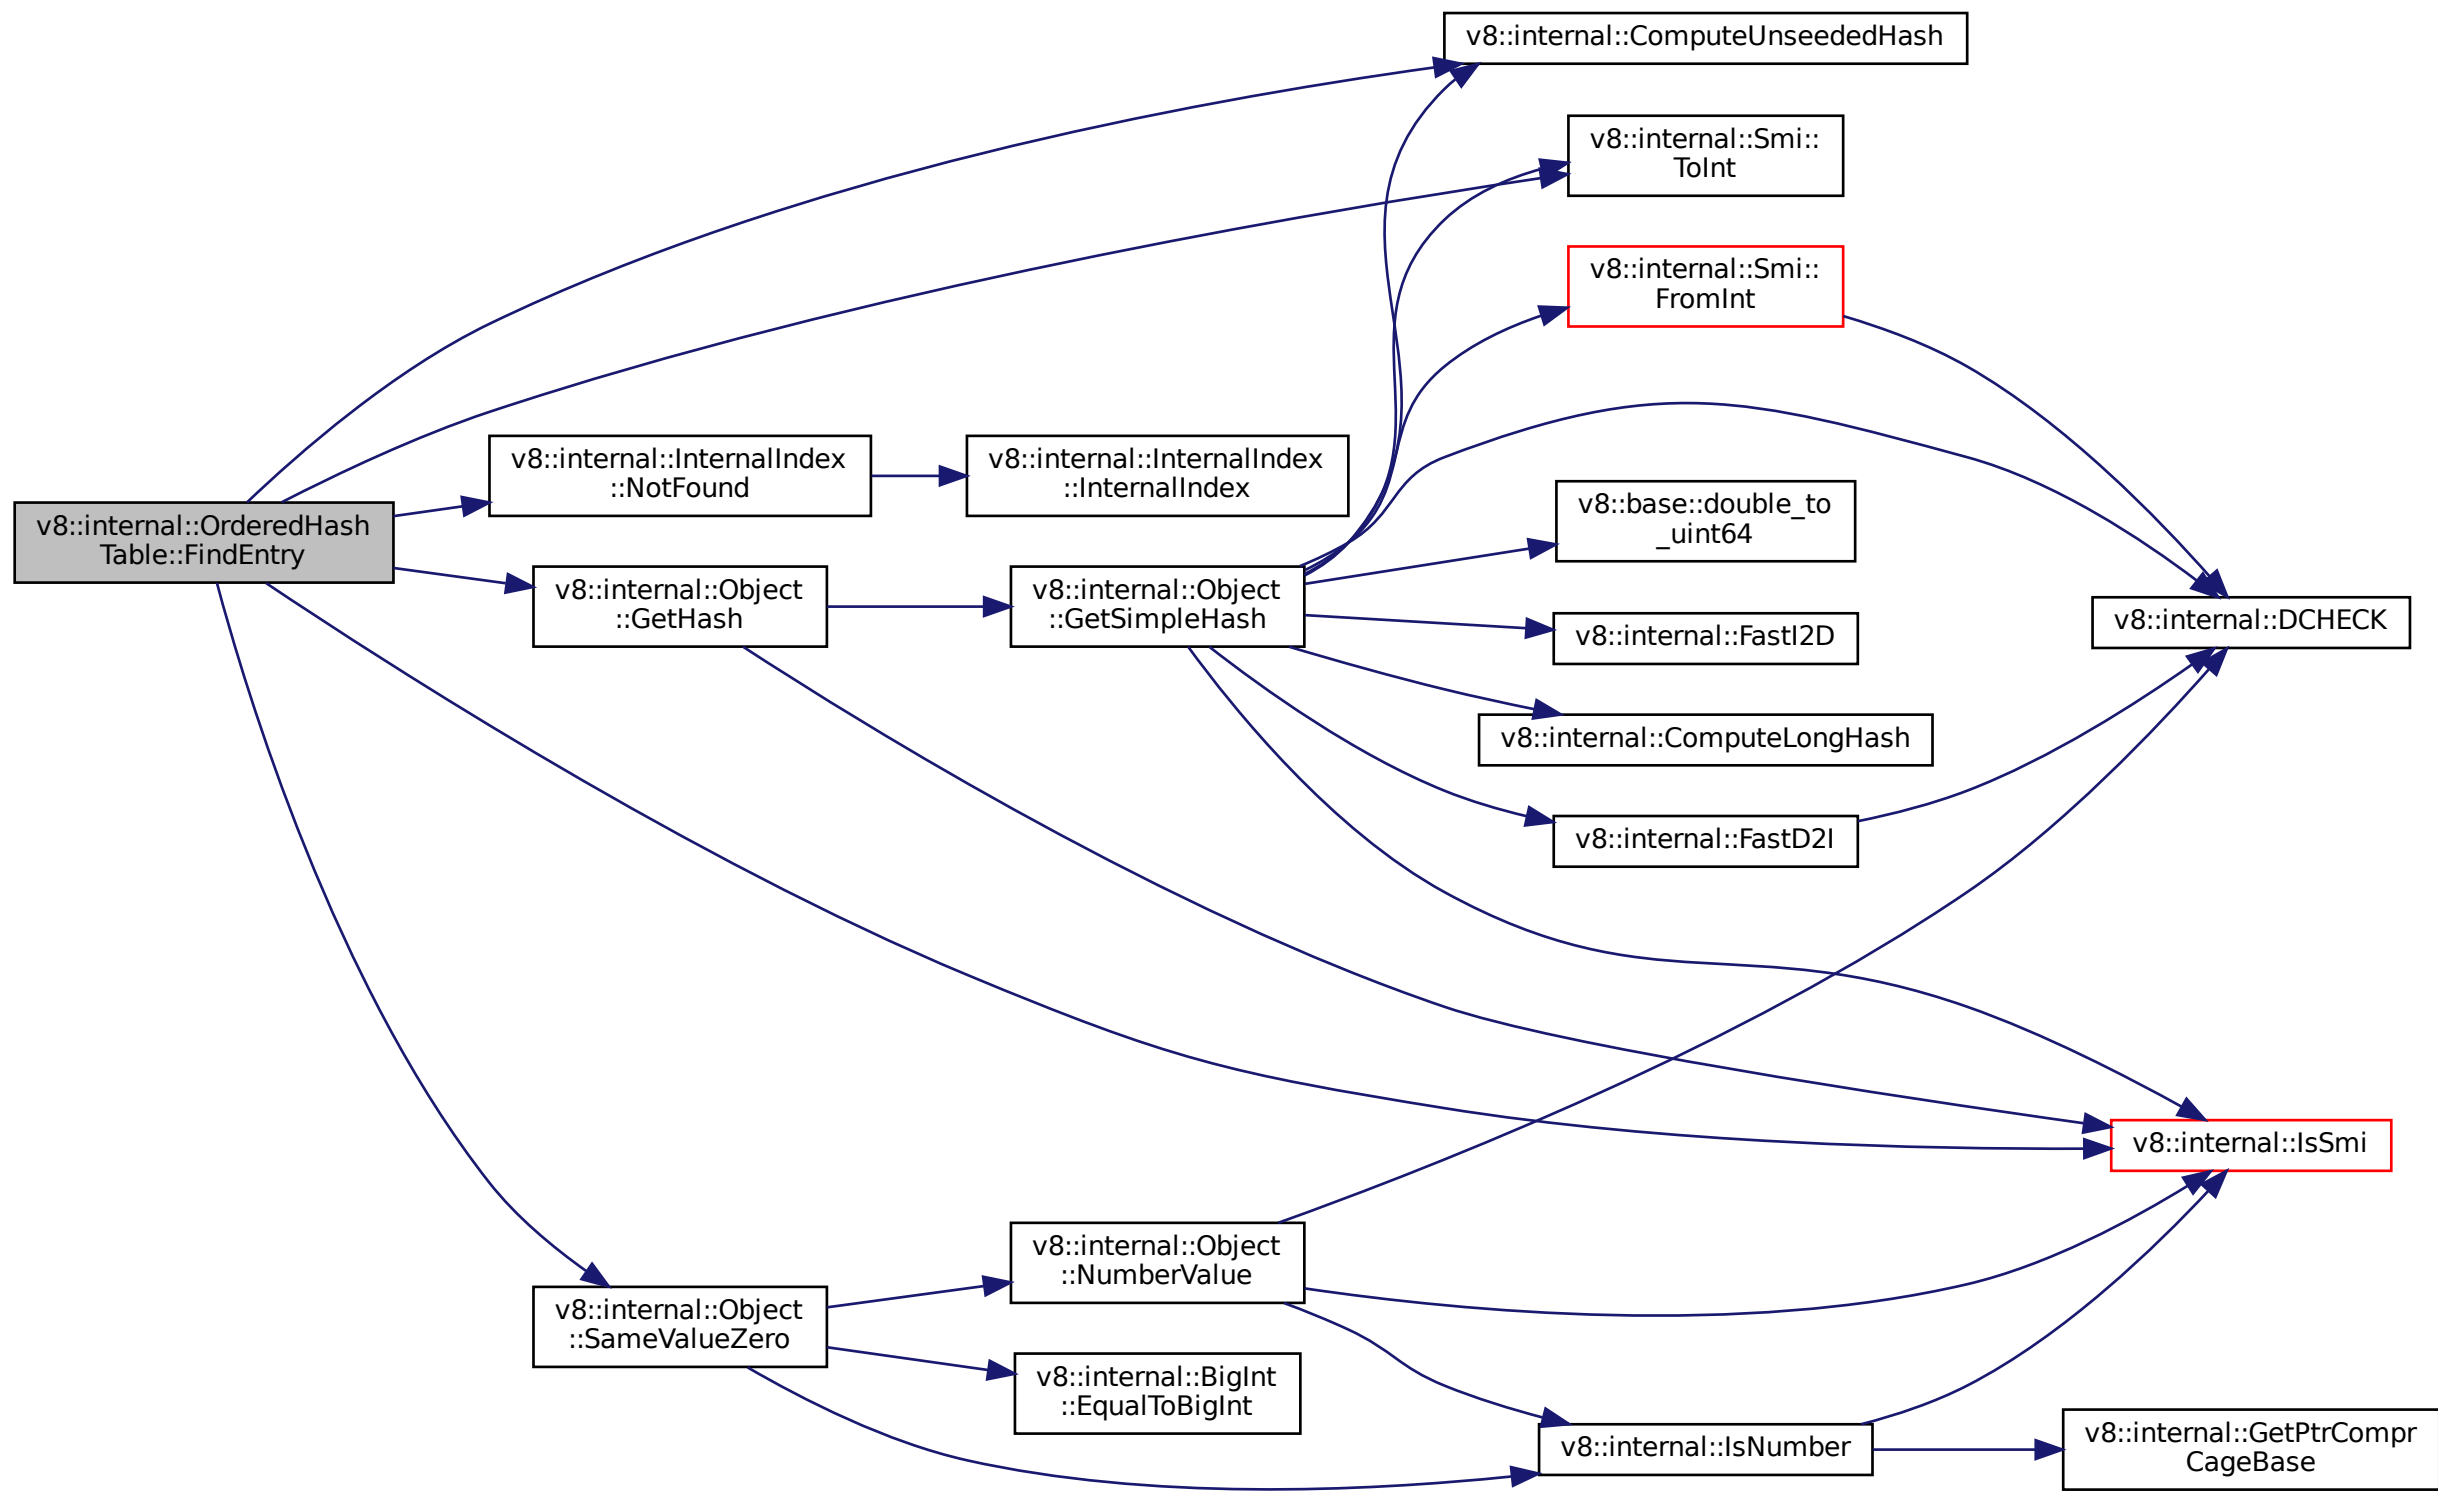 v8::internal::ComputeUnseededHash
v8::internal::Smi::
ToInt
v8::internal::Smi::
FromInt
v8::internal::InternalIndex
::NotFound
v8::internal::InternalIndex
::InternalIndex
v8::base::double_to
_uint64
v8::internal::OrderedHash
Table::FindEntry
v8::internal::Object
::GetHash
v8::internal::Object
::GetSimpleHash
v8::internal::FastI2D
v8::internal::DCHECK
v8::internal::ComputeLongHash
v8::internal::FastD2I
v8::internal::IsSmi
v8::internal::Object
::NumberValue
v8::internal::Object
::SameValueZero
v8::internal::BigInt
::EqualToBigInt
v8::internal::IsNumber
v8::internal::GetPtrCompr
CageBase